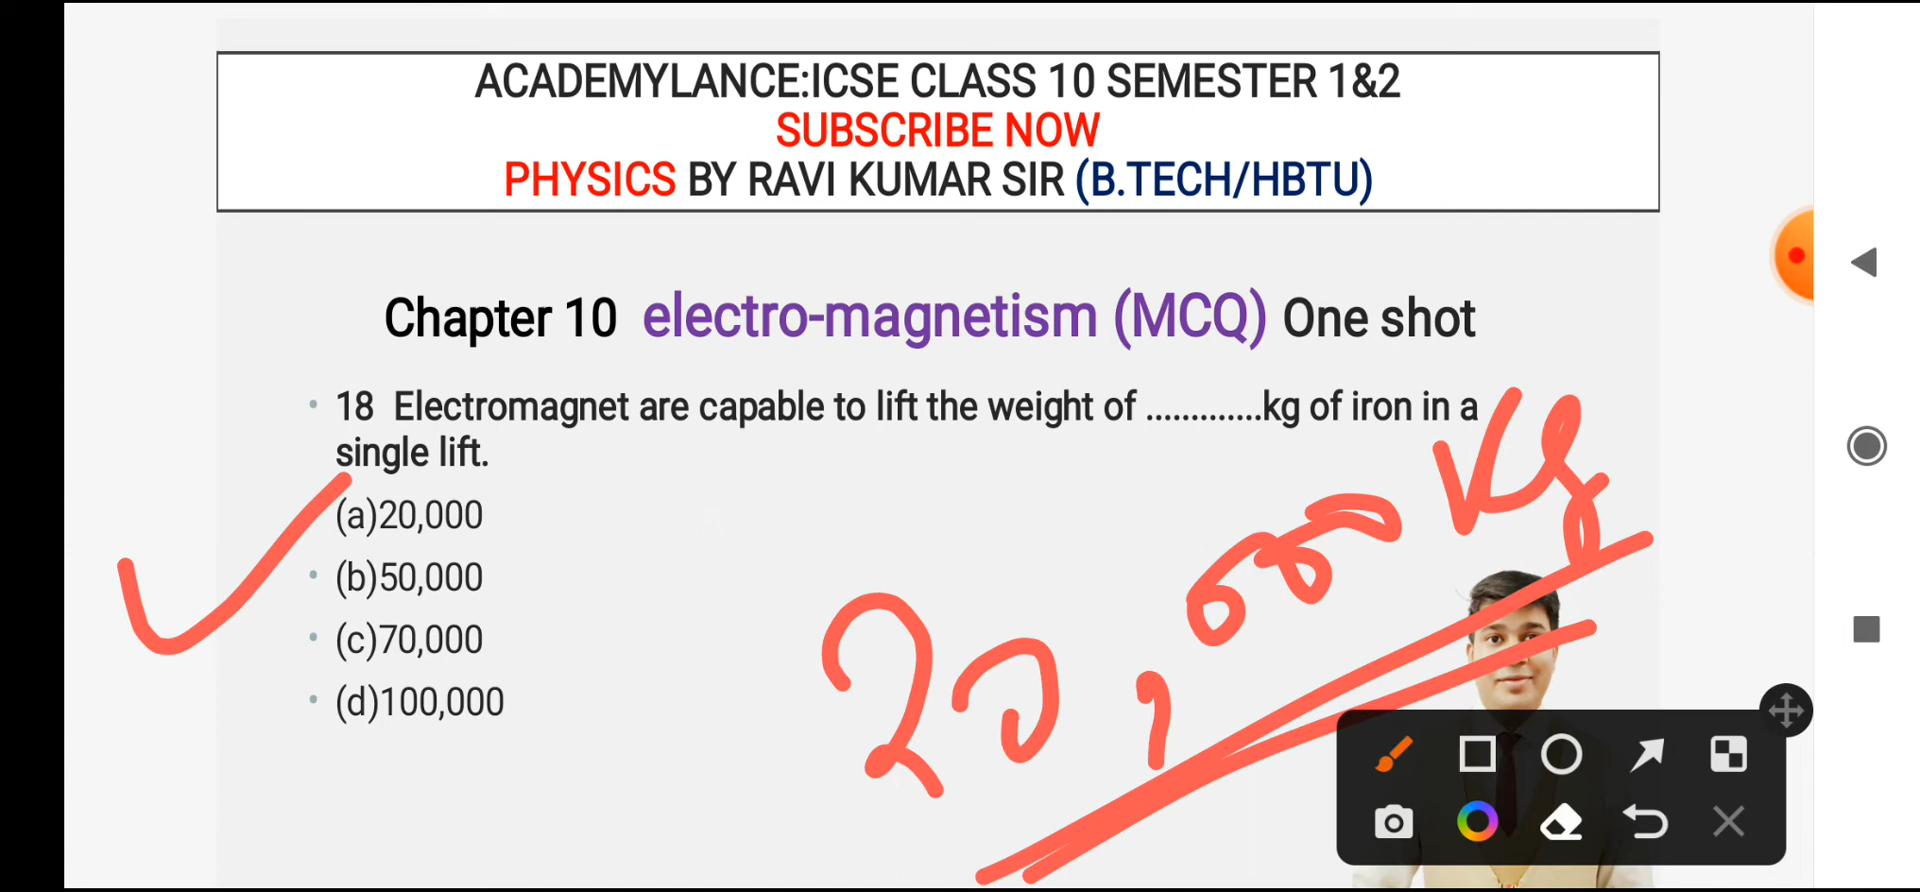 ACADEMYLANCE:ICSE CLASS 10 SEMESTER 1&2
SUBSCRIBE NOW
PHYSICS BY RAVI KUMAR SIR (B.TECH/HBTU)
Chapter 10 electro-magnetism (MCQ) One shot
• 18 Electromagnet are capable to lift the weight of .............kg of iron in a
single lift.
(a)20,000
• (b)50,000
• (c)70,000
• (d)100,000
20,000 Kg